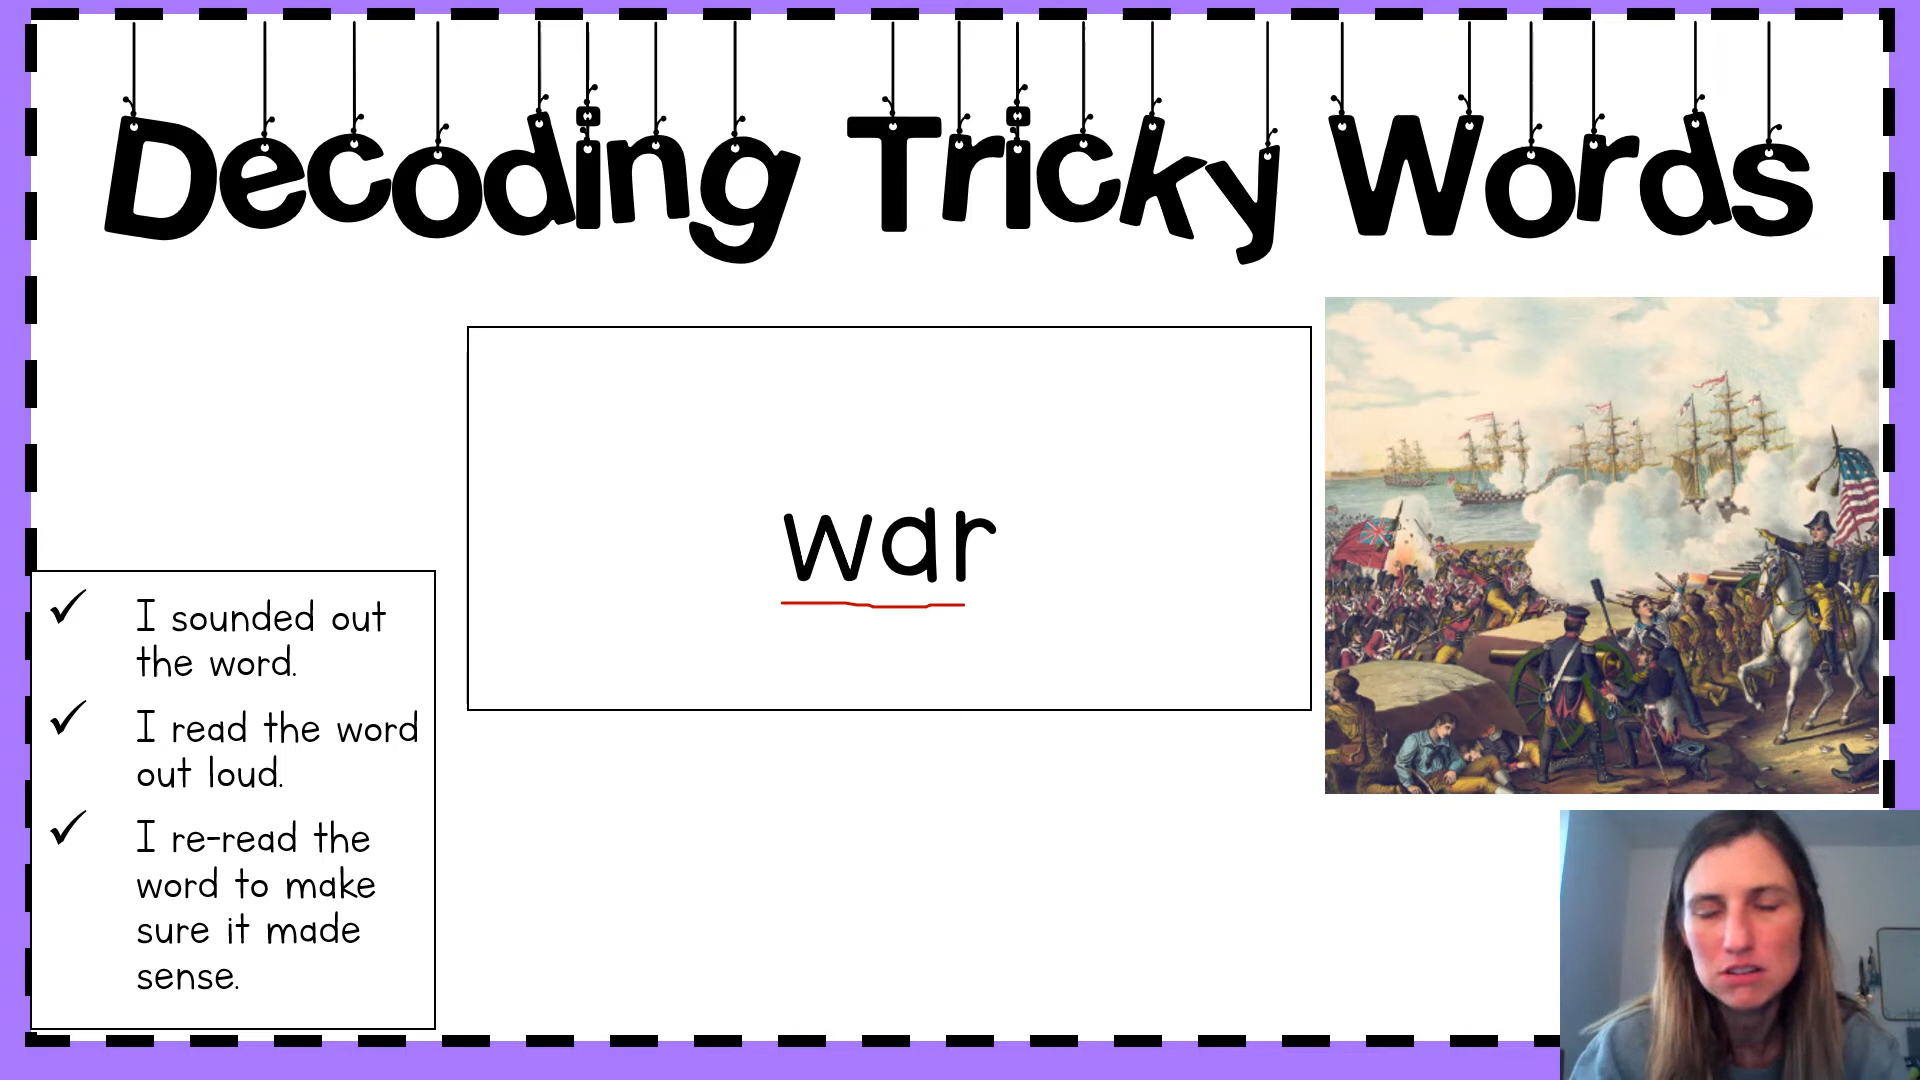 Decoding Tricky Words
war
I sounded out
the word.
I read the word
out loud.
I re-read the
word to make
sure it made
sense.